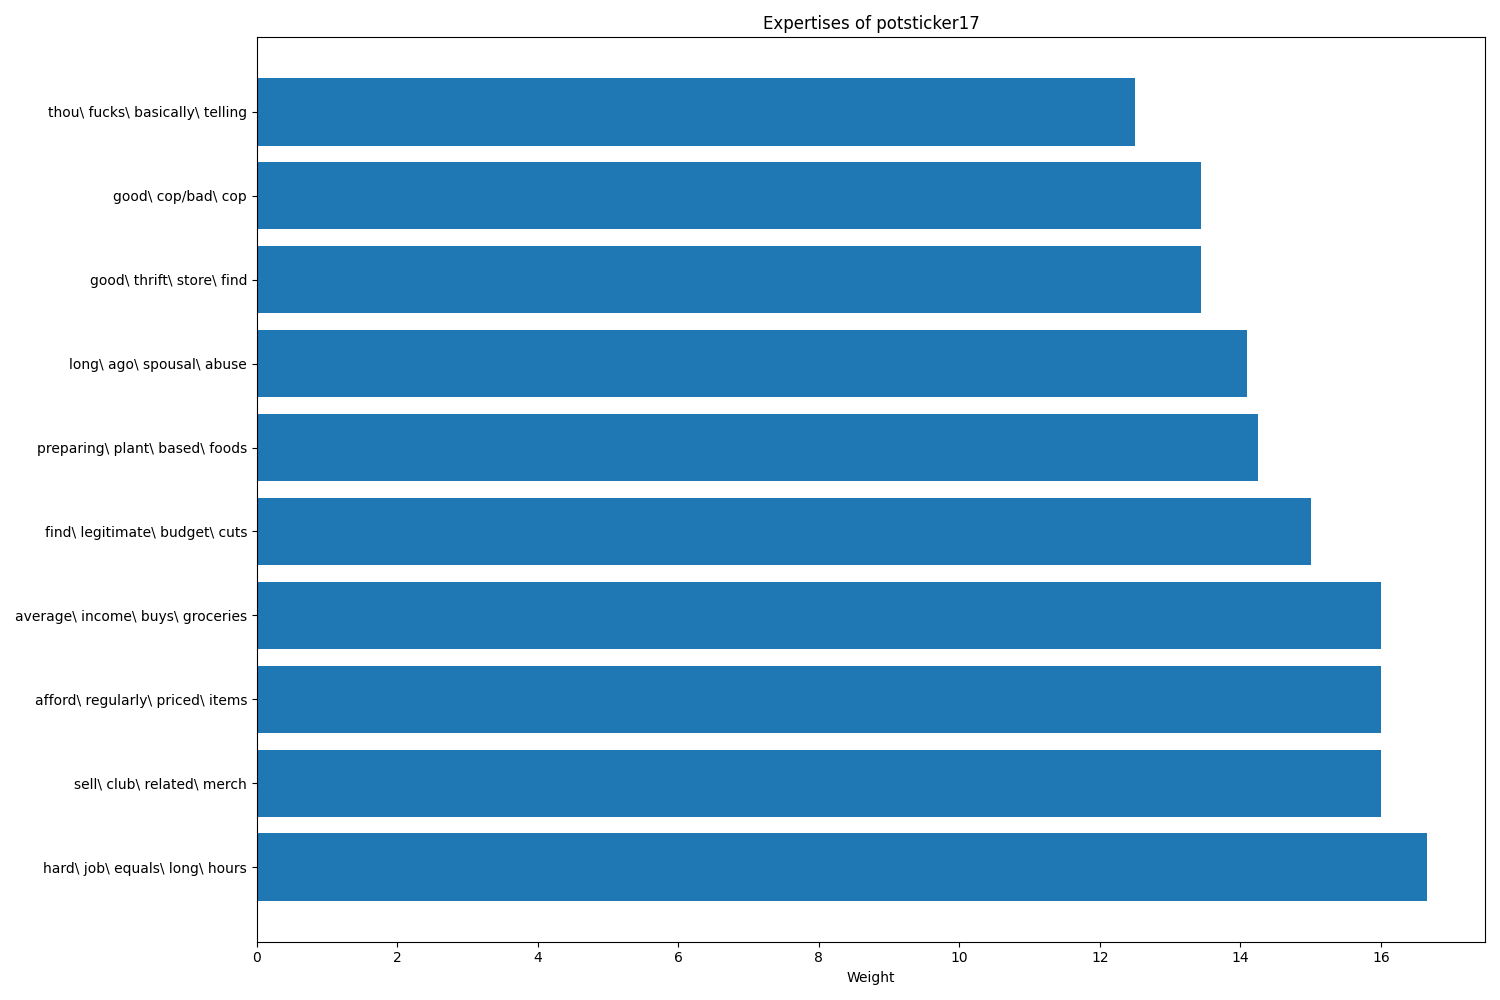 Expertises of potsticker17
thou\ fucks\ basically\ telling
good\ cop/bad\ cop
good\ thrift\ store\ find
long\ ago\ spousal\ abuse
preparing\ plant\ based\ foods
find\ legitimate\ budget\ cuts
average\ income\ buys\ groceries
afford\ regularly\ priced\ items
sell\ club\ related\ merch
hard\ job\ equals\ long\ hours
0 2 4 6 8 10 12 14 16
Weight